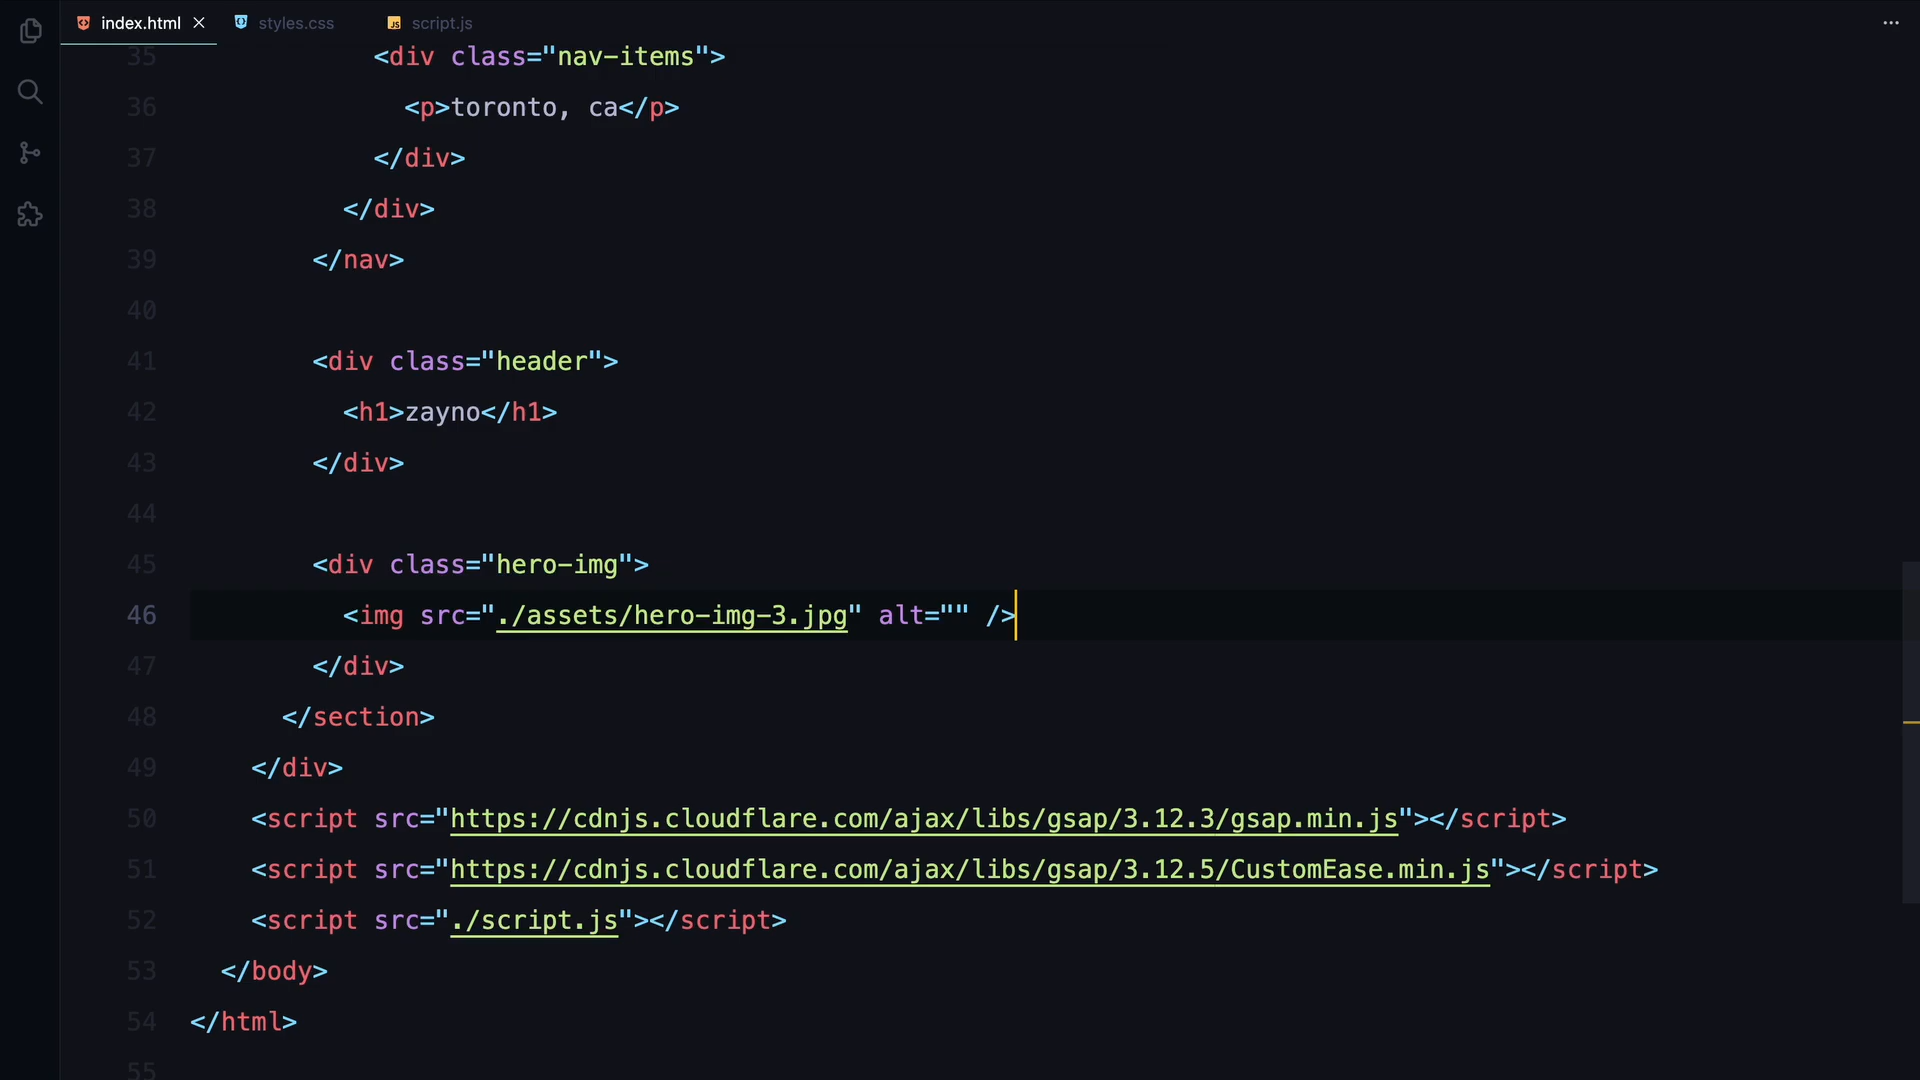 index.html
styles.css
script.js
35 <div class="nav-items">
36 <p>toronto, ca</p>
37 </div>
38 </div>
39 </nav>
40
41 <div class="header">
42 <h1>zayno</h1>
43 </div>
44
45 <div class="hero-img">
46 <img src="./assets/hero-img-3.jpg" alt="" />
47 </div>
48 </section>
49 </div>
50 <script src="https://cdnjs.cloudflare.com/ajax/libs/gsap/3.12.3/gsap.min.js"></script>
51 <script src="https://cdnjs.cloudflare.com/ajax/libs/gsap/3.12.5/CustomEase.min.js"></script>
52 <script src="./script.js"></script>
53 </body>
54 </html>
55